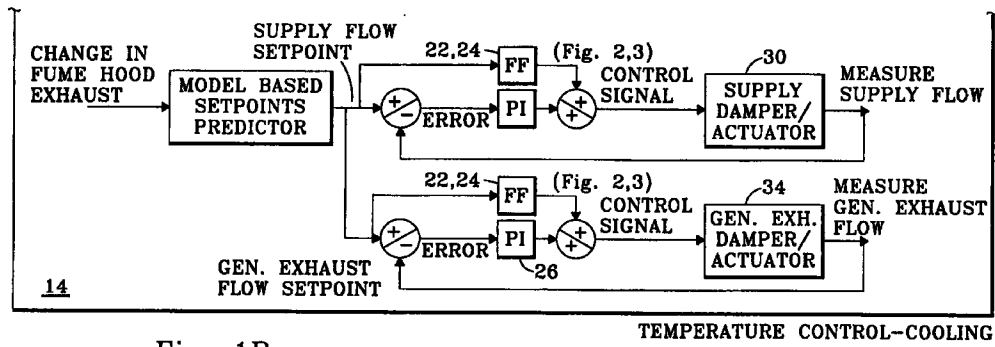 CHANGE IN
FUME HOOD
EXHAUST
MODEL BASED
SETPOINTS
PREDICTOR
SUPPLY FLOW
SETPOINT
22,24
FF
(Fig. 2,3)
CONTROL
SIGNAL
+
−
ERROR
PI
+
+
30
SUPPLY
DAMPER/
ACTUATOR
MEASURE
SUPPLY FLOW
22,24
FF
(Fig. 2,3)
CONTROL
SIGNAL
+
−
ERROR
PI
26
+
+
34
GEN. EXH.
DAMPER/
ACTUATOR
MEASURE
GEN. EXHAUST
FLOW
GEN. EXHAUST
FLOW SETPOINT
14
TEMPERATURE CONTROL-COOLING